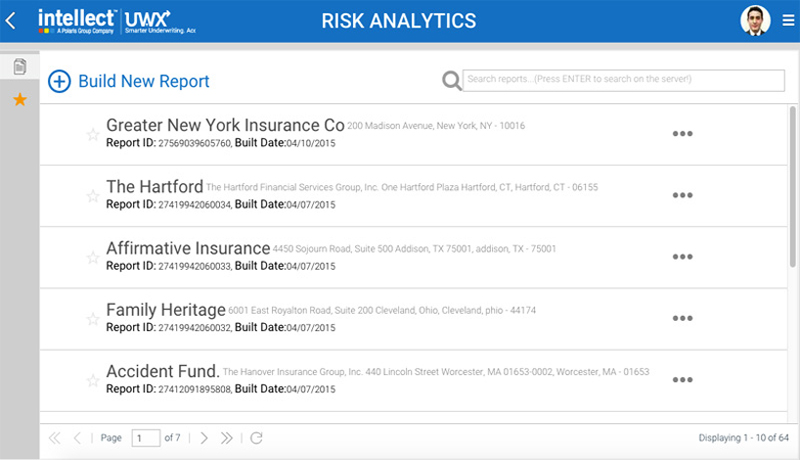 intellect™ UWX
A Polaris Group Company Smarter Underwriting. Acc
RISK ANALYTICS
Build New Report
Search reports...(Press ENTER to search on the server!)
Greater New York Insurance Co 200 Madison Avenue, New York, NY - 10016
Report ID: 27569039605760, Built Date:04/10/2015
The Hartford The Hartford Financial Services Group, Inc. One Hartford Plaza Hartford, CT, Hartford, CT - 06155
Report ID: 27419942060034, Built Date:04/07/2015
Affirmative Insurance 4450 Sojourn Road, Suite 500 Addison, TX 75001, addison, TX - 75001
Report ID: 27419942060033, Built Date:04/07/2015
Family Heritage 6001 East Royalton Road, Suite 200 Cleveland, Ohio, Cleveland, phio - 44174
Report ID: 27419942060032, Built Date:04/07/2015
Accident Fund. The Hanover Insurance Group, Inc. 440 Lincoln Street Worcester, MA 01653-0002, Worcester, MA - 01653
Report ID: 27412091895808, Built Date:04/07/2015
Page 1 of 7 Displaying 1 - 10 of 64